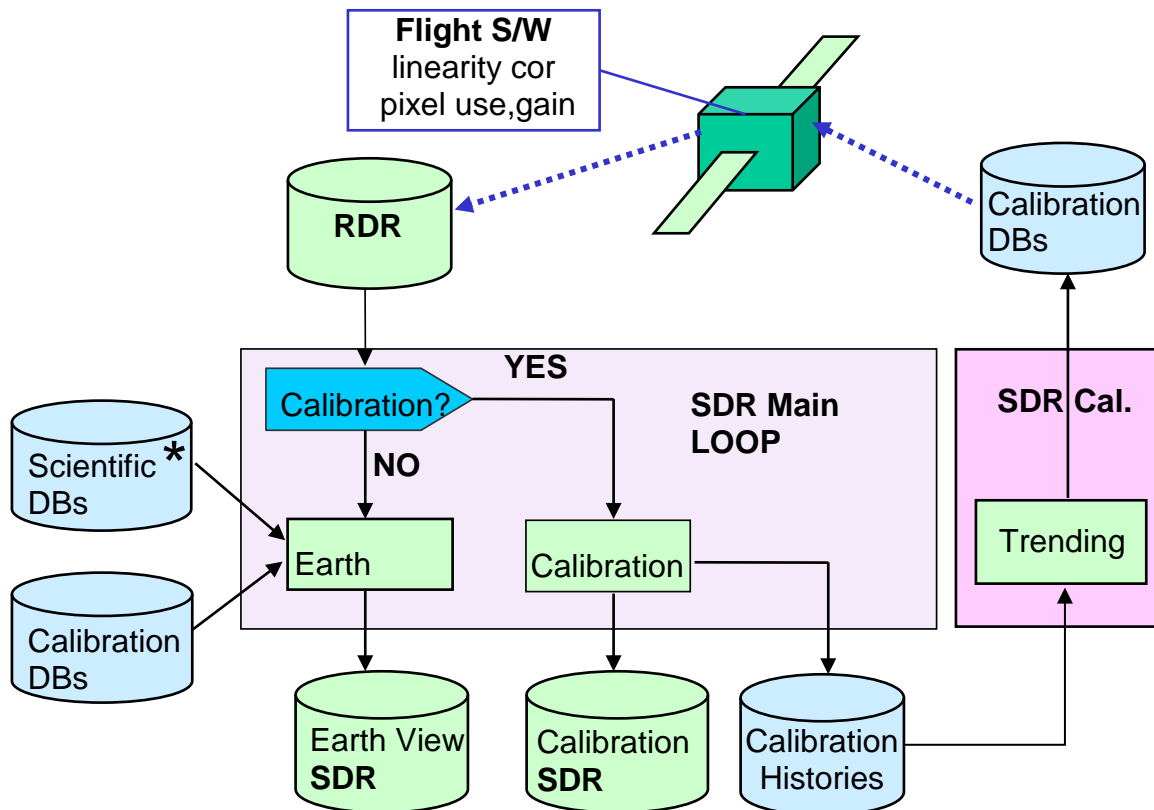 Flight S/W
linearity cor
pixel use,gain
RDR
Calibration
DBs
YES
Calibration?
SDR Main
LOOP
SDR Cal.
NO
Scientific *
DBs
Earth
Calibration
Trending
Calibration
DBs
Earth View
SDR
Calibration
SDR
Calibration
Histories